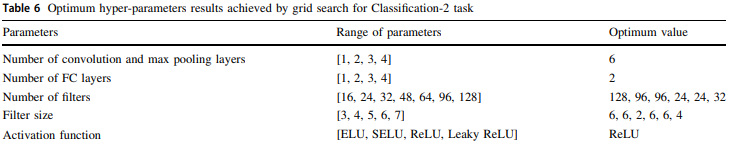 Table 6 Optimum hyper-parameters results achieved by grid search for Classification-2 task
Parameters Range of parameters Optimum value
Number of convolution and max pooling layers [1, 2, 3, 4] 6
Number of FC layers [1, 2, 3, 4] 2
Number of filters [16, 24, 32, 48, 64, 96, 128] 128, 96, 96, 24, 24, 32
Filter size [3, 4, 5, 6, 7] 6, 6, 2, 6, 6, 4
Activation function [ELU, SELU, ReLU, Leaky ReLU] ReLU